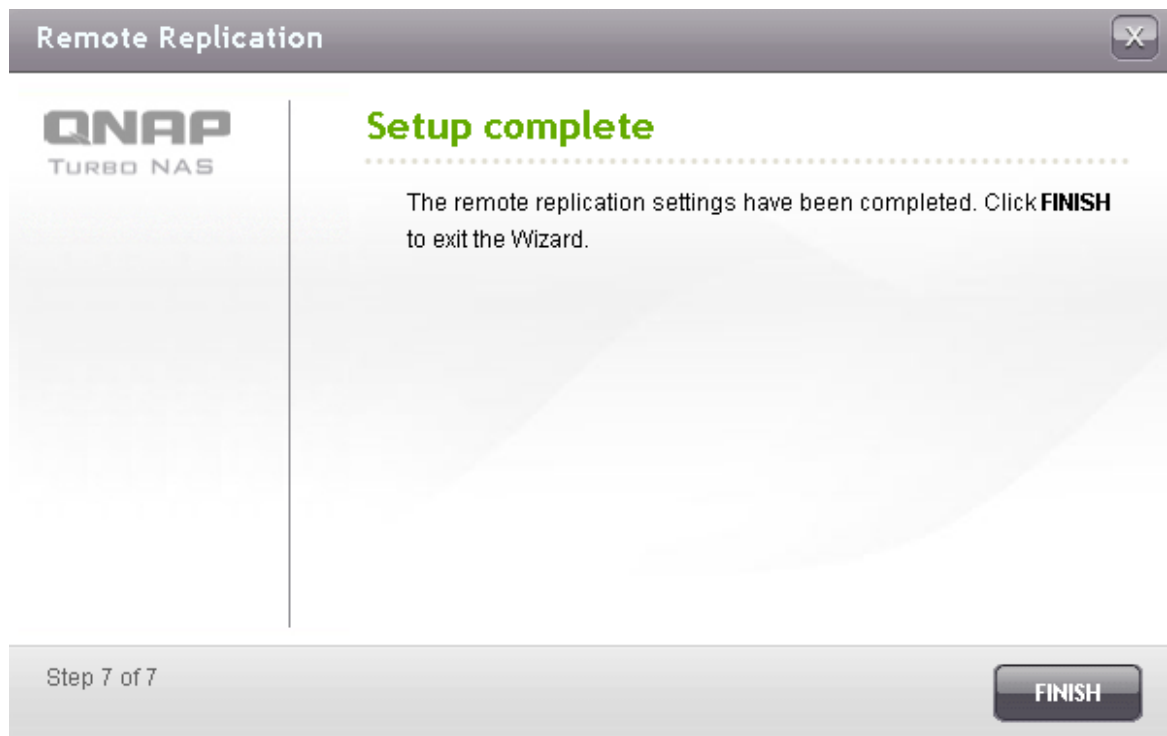 Remote Replication
X
QNAP
TURBO NAS
Setup complete
The remote replication settings have been completed. Click FINISH
to exit the Wizard.
Step 7 of 7
FINISH